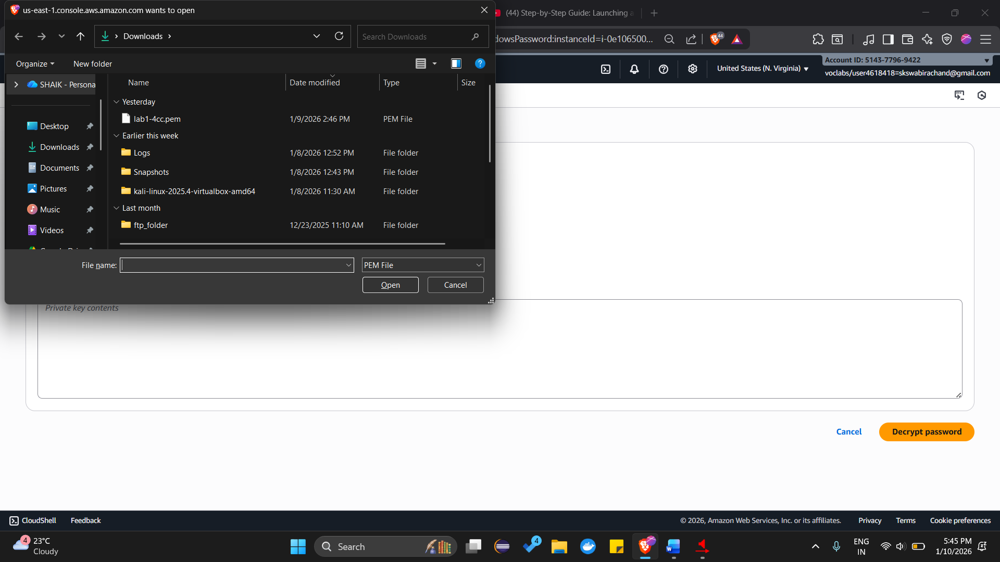 us-east-1.console.aws.amazon.com wants to open
(44) Step-by-Step Guide: Launching a
Downloads
Search Downloads
dowsPassword:instanceId=i-0e106500...
44
Organize
New folder
Account ID: 5143-7796-9422
United States (N. Virginia)
voclabs/user4618418=skswabirachand@gmail.com
SHAIK - Persona
Name
Date modified
Type
Size
Yesterday
lab1-4cc.pem
1/9/2026 2:46 PM
PEM File
Earlier this week
Logs
1/8/2026 12:52 PM
File folder
Snapshots
1/8/2026 12:43 PM
File folder
kali-linux-2025.4-virtualbox-amd64
1/8/2026 11:30 AM
File folder
Last month
ftp_folder
12/23/2025 11:10 AM
File folder
Desktop
Downloads
Documents
Pictures
Music
Videos
File name:
PEM File
Open
Cancel
Private key contents
Cancel
Decrypt password
CloudShell
Feedback
© 2026, Amazon Web Services, Inc. or its affiliates.
Privacy
Terms
Cookie preferences
4
23°C
Cloudy
Search
4
ENG
IN
5:45 PM
1/10/2026